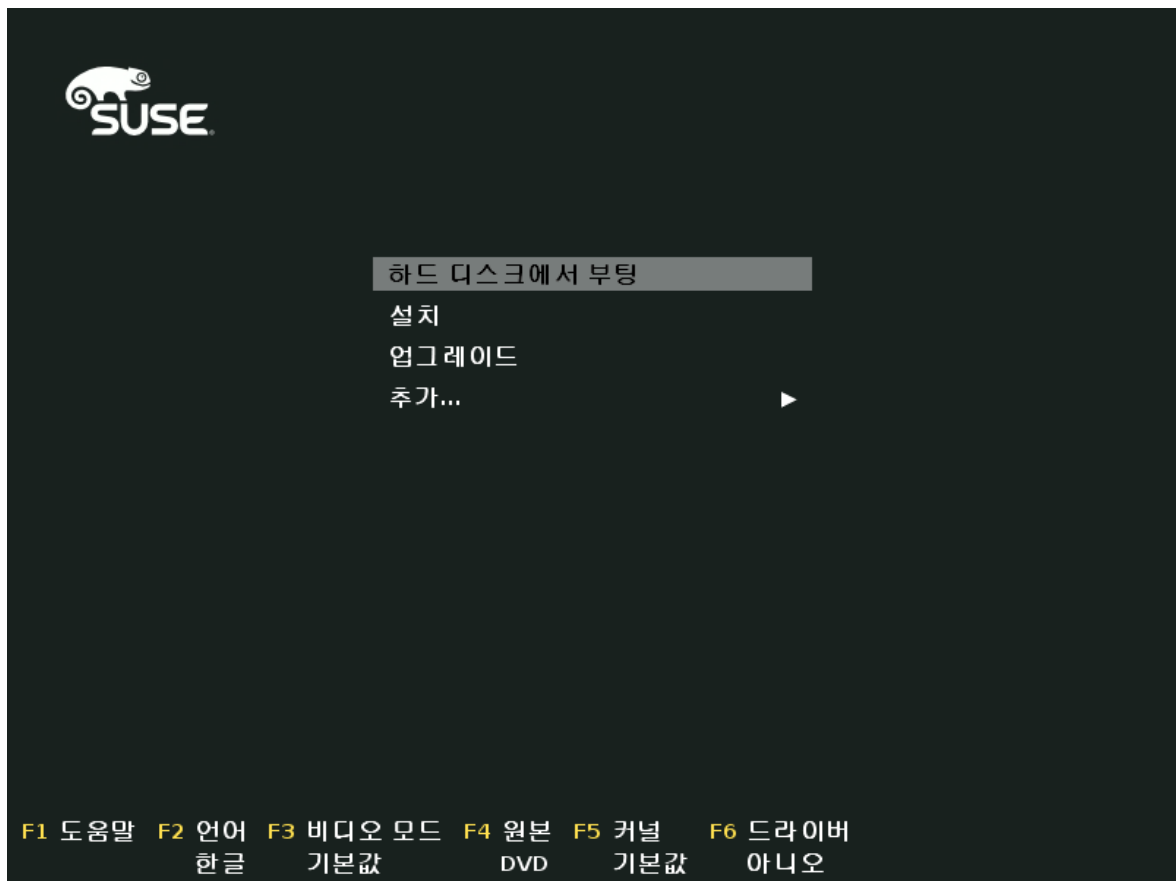 SUSE
하드 디스크에서 부팅
설치
업그레이드
추가...
F1 도움말 F2 언어 F3 비디오 모드 F4 원본 F5 커널 F6 드라이버
한글 기본값 DVD 기본값 아니오